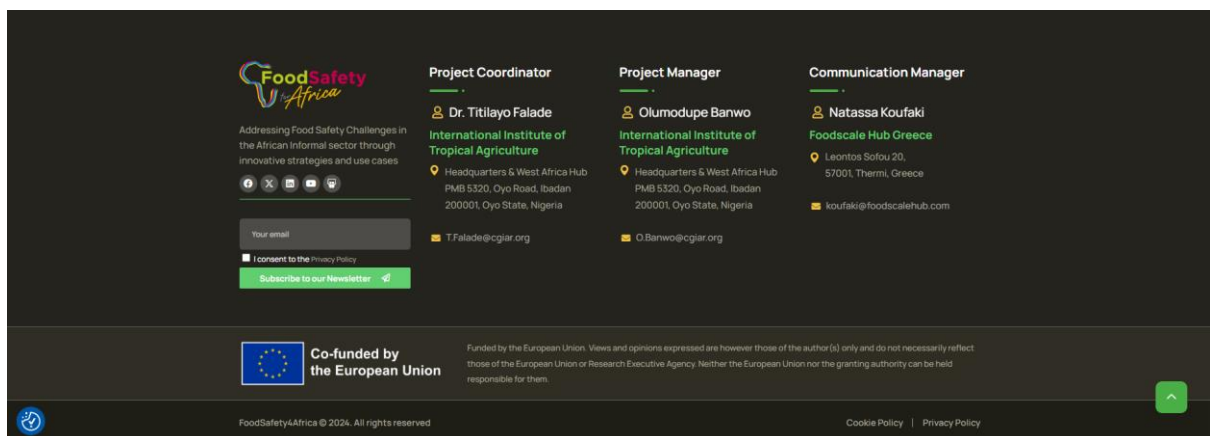 FoodSafety
for Africa
Addressing Food Safety Challenges in
the African Informal sector through
innovative strategies and use cases
Your email
I consent to the Privacy Policy
Subscribe to our Newsletter
Project Coordinator
Dr. Titilayo Falade
International Institute of
Tropical Agriculture
Headquarters & West Africa Hub
PMB 5320, Oyo Road, Ibadan
200001, Oyo State, Nigeria
T.Falade@cgiar.org
Project Manager
Olumodupe Banwo
International Institute of
Tropical Agriculture
Headquarters & West Africa Hub
PMB 5320, Oyo Road, Ibadan
200001, Oyo State, Nigeria
O.Banwo@cgiar.org
Communication Manager
Natassa Koufaki
Foodscale Hub Greece
Leontos Sofou 20,
57001, Thermi, Greece
koufaki@foodscalehub.com
Co-funded by
the European Union
Funded by the European Union. Views and opinions expressed are however those of the author(s) only and do not necessarily reflect
those of the European Union or Research Executive Agency. Neither the European Union nor the granting authority can be held
responsible for them.
FoodSafety4Africa © 2024. All rights reserved
Cookie Policy | Privacy Policy